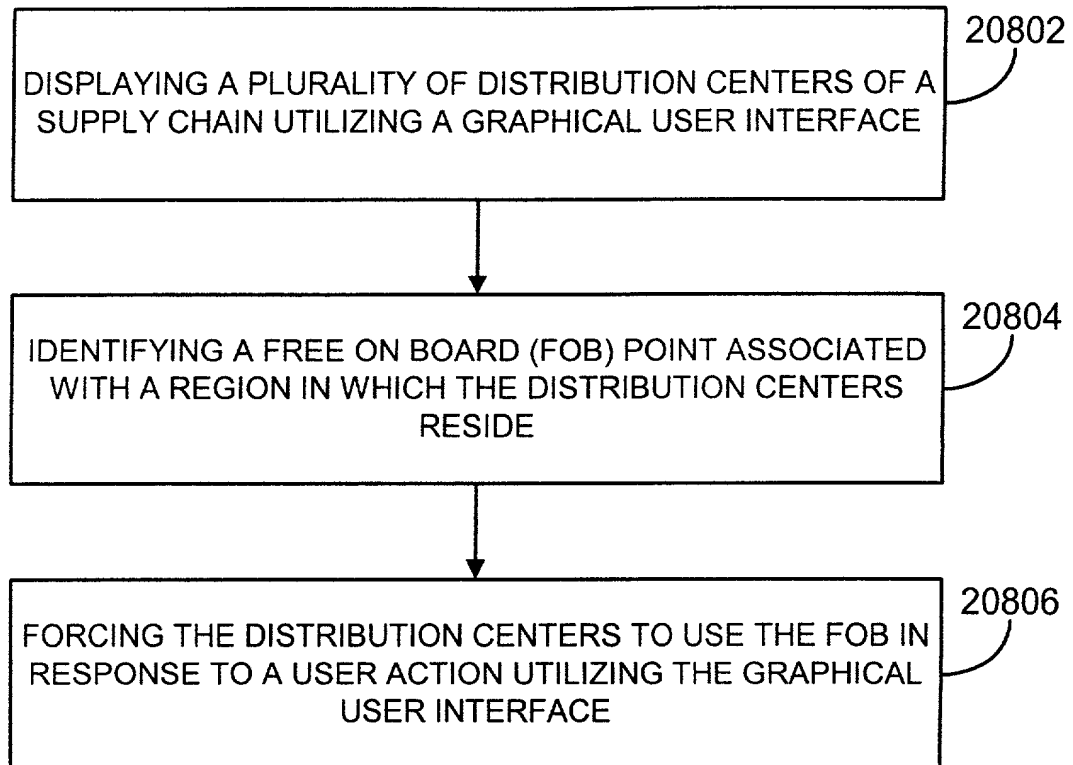 20802
DISPLAYING A PLURALITY OF DISTRIBUTION CENTERS OF A
SUPPLY CHAIN UTILIZING A GRAPHICAL USER INTERFACE
20804
IDENTIFYING A FREE ON BOARD (FOB) POINT ASSOCIATED
WITH A REGION IN WHICH THE DISTRIBUTION CENTERS
RESIDE
20806
FORCING THE DISTRIBUTION CENTERS TO USE THE FOB IN
RESPONSE TO A USER ACTION UTILIZING THE GRAPHICAL
USER INTERFACE